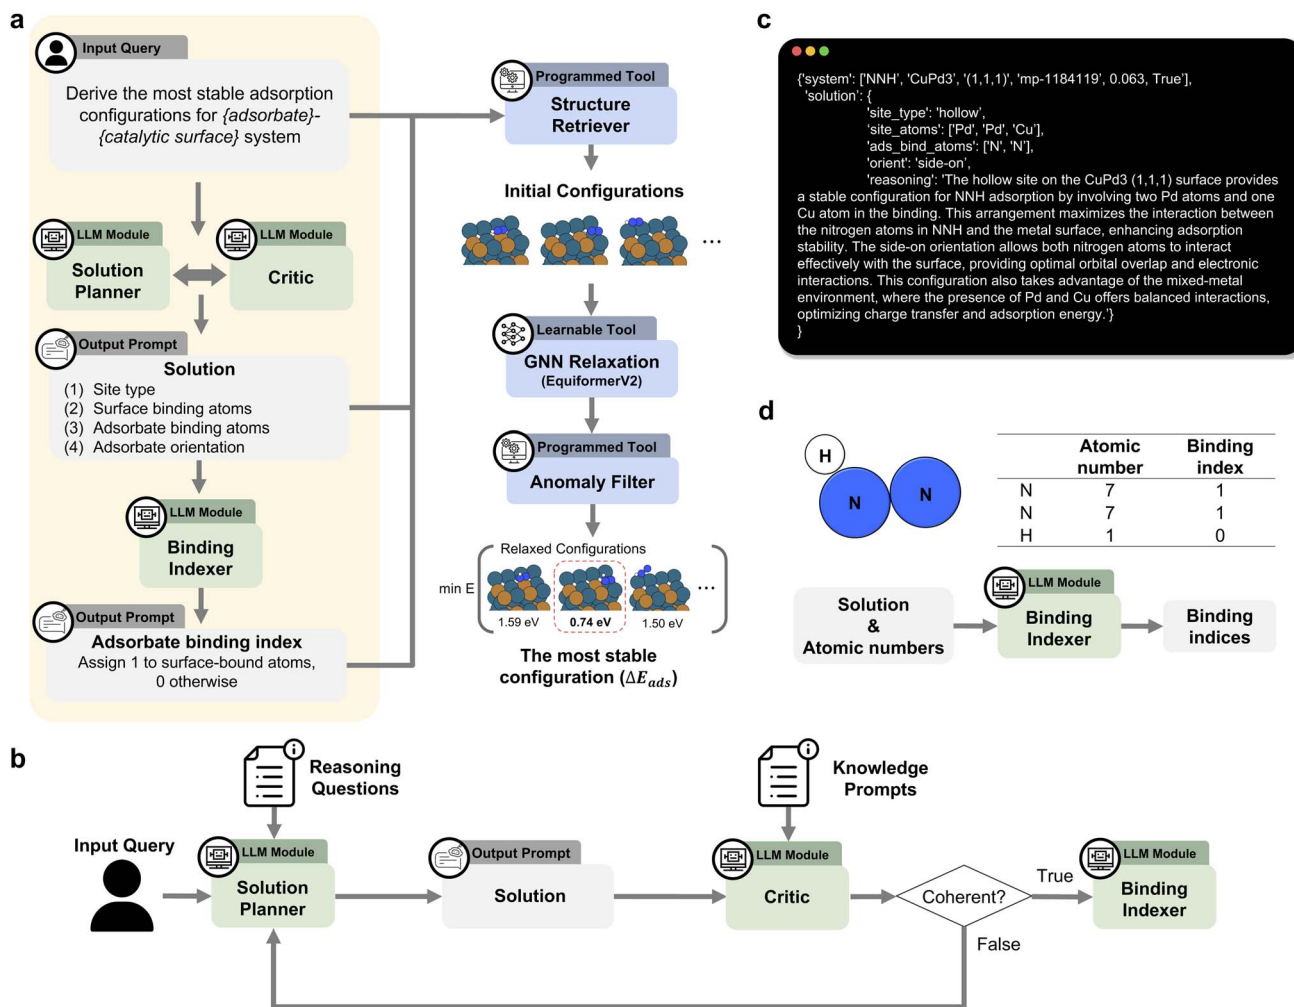 a
Input Query
Derive the most stable adsorption
configurations for {adsorbate}-
{catalytic surface} system
LLM Module
Solution
Planner
LLM Module
Critic
Output Prompt
Solution
(1) Site type
(2) Surface binding atoms
(3) Adsorbate binding atoms
(4) Adsorbate orientation
LLM Module
Binding
Indexer
Output Prompt
Adsorbate binding index
Assign 1 to surface-bound atoms,
0 otherwise
Programmed Tool
Structure
Retriever
Initial Configurations
...
Learnable Tool
GNN Relaxation
(EquiformerV2)
Programmed Tool
Anomaly Filter
Relaxed Configurations
min E
...
1.59 eV 0.74 eV 1.50 eV
The most stable
configuration (ΔE_ads)
c
{'system': ['NNH', 'CuPd3', '(1,1,1)', 'mp-1184119', 0.063, True'],
'solution': {
'site_type': 'hollow',
'site_atoms': ['Pd', 'Pd', 'Cu'],
'ads_bind_atoms': ['N', 'N'],
'orient': 'side-on',
'reasoning': 'The hollow site on the CuPd3 (1,1,1) surface provides
a stable configuration for NNH adsorption by involving two Pd atoms and one
Cu atom in the binding. This arrangement maximizes the interaction between
the nitrogen atoms in NNH and the metal surface, enhancing adsorption
stability. The side-on orientation allows both nitrogen atoms to interact
effectively with the surface, providing optimal orbital overlap and electronic
interactions. This configuration also takes advantage of the mixed-metal
environment, where the presence of Pd and Cu offers balanced interactions,
optimizing charge transfer and adsorption energy.'}
}
d
H
N N
Atomic number Binding index
N 7 1
N 7 1
H 1 0
Solution
&
Atomic numbers
LLM Module
Binding
Indexer
Binding
indices
b
Input Query
Reasoning
Questions
LLM Module
Solution
Planner
Output Prompt
Solution
Knowledge
Prompts
LLM Module
Critic
Coherent?
True
False
LLM Module
Binding
Indexer